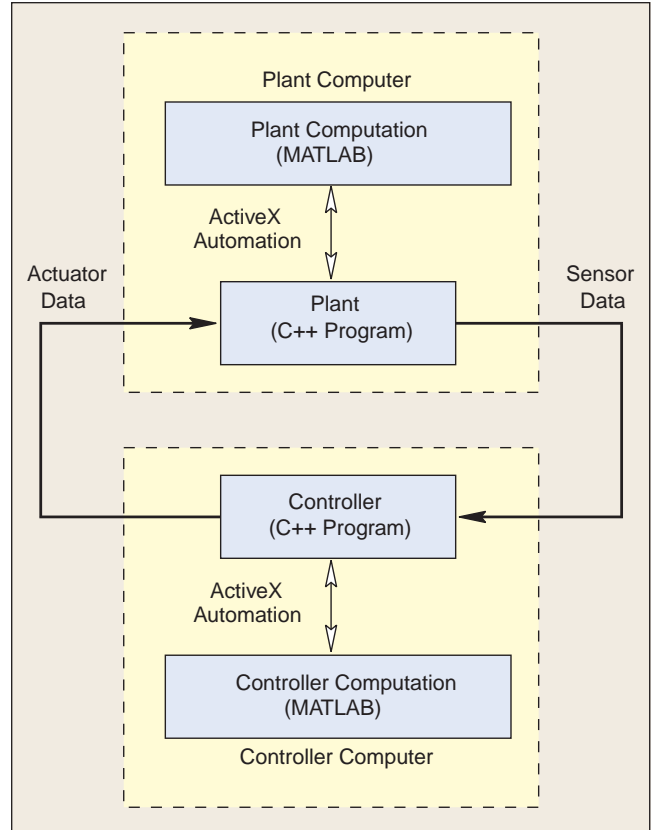 Plant Computer
Plant Computation
(MATLAB)
ActiveX
Automation
Actuator
Data
Plant
(C++ Program)
Sensor
Data
Controller
(C++ Program)
ActiveX
Automation
Controller Computation
(MATLAB)
Controller Computer